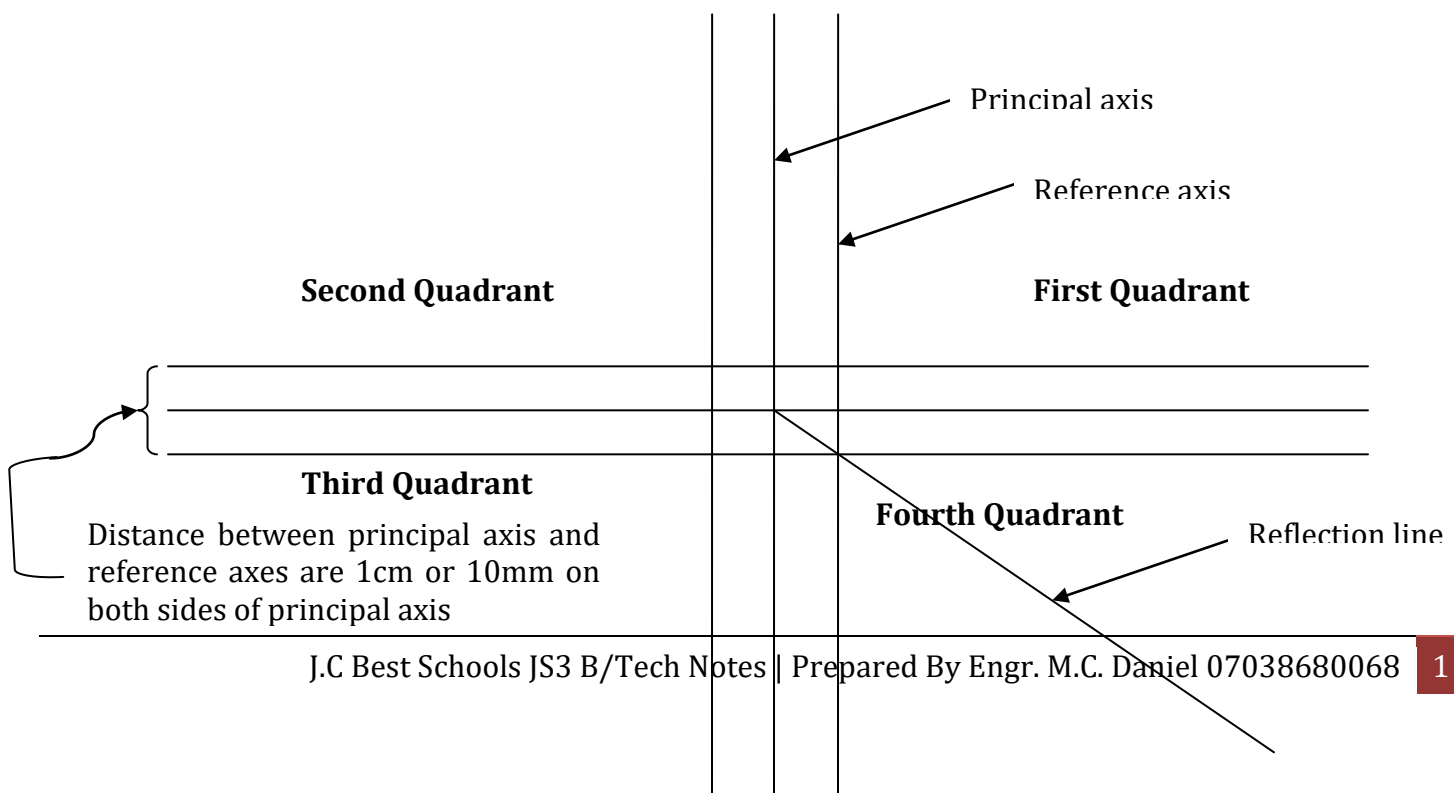 Principal axis
Reference axis
Second Quadrant
First Quadrant
Third Quadrant
Fourth Quadrant
Reflection line
Distance between principal axis and
reference axes are 1cm or 10mm on
both sides of principal axis
J.C Best Schools JS3 B/Tech Notes | Prepared By Engr. M.C. Daniel 07038680068 1